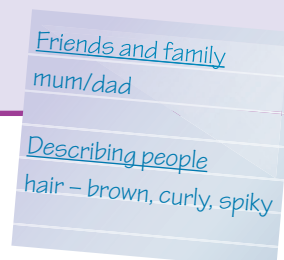 Friends and family
mum/dad
Describing people
hair – brown, curly, spiky